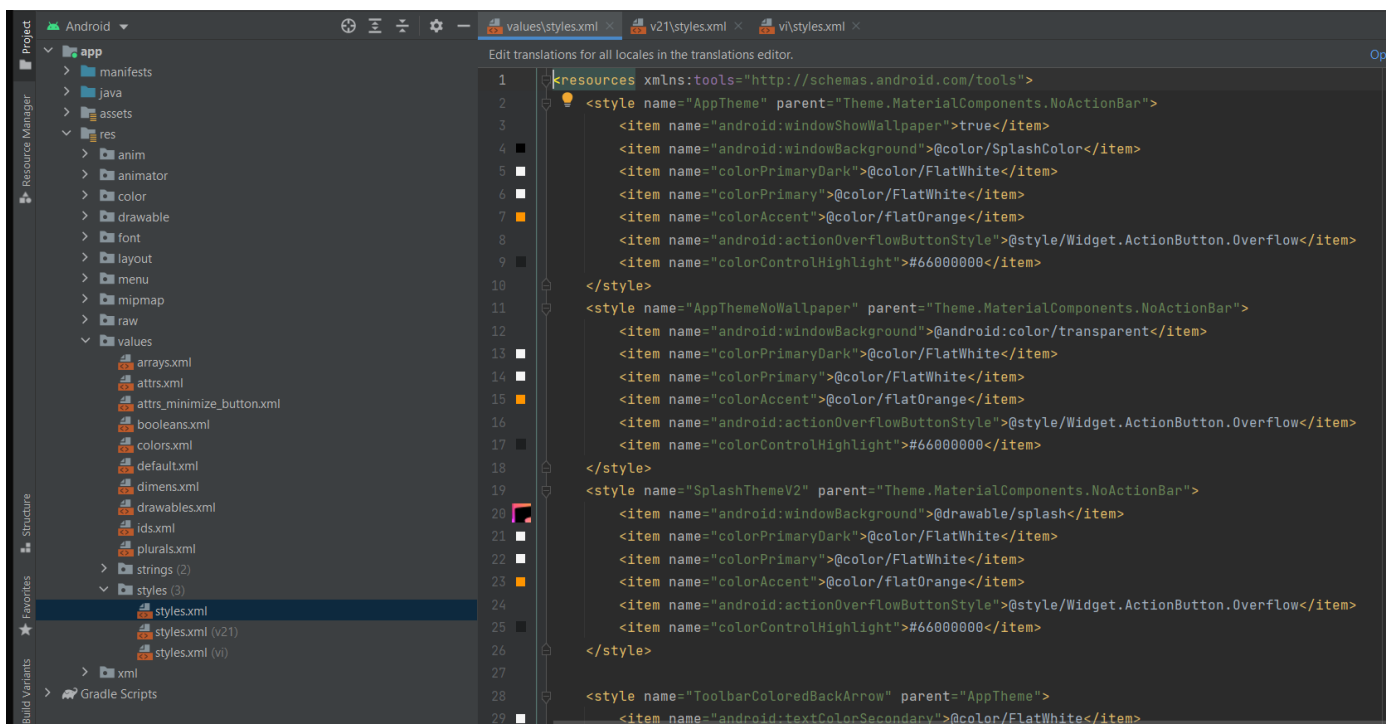 Android
app
manifests
java
assets
res
anim
animator
color
drawable
font
layout
menu
mipmap
raw
values
arrays.xml
attrs.xml
attrs_minimize_button.xml
booleans.xml
colors.xml
default.xml
dimens.xml
drawables.xml
ids.xml
plurals.xml
strings (2)
styles (3)
styles.xml
styles.xml (v21)
styles.xml (vi)
xml
Gradle Scripts
Project
Resource Manager
Structure
Favorites
Build Variants
values\styles.xml
v21\styles.xml
vi\styles.xml
Edit translations for all locales in the translations editor.
Op
1 <resources xmlns:tools="http://schemas.android.com/tools">
2 <style name="AppTheme" parent="Theme.MaterialComponents.NoActionBar">
3 <item name="android:windowShowWallpaper">true</item>
4 <item name="android:windowBackground">@color/SplashColor</item>
5 <item name="colorPrimaryDark">@color/FlatWhite</item>
6 <item name="colorPrimary">@color/FlatWhite</item>
7 <item name="colorAccent">@color/flatOrange</item>
8 <item name="android:actionOverflowButtonStyle">@style/Widget.ActionButton.Overflow</item>
9 <item name="colorControlHighlight">#66000000</item>
10 </style>
11 <style name="AppThemeNoWallpaper" parent="Theme.MaterialComponents.NoActionBar">
12 <item name="android:windowBackground">@android:color/transparent</item>
13 <item name="colorPrimaryDark">@color/FlatWhite</item>
14 <item name="colorPrimary">@color/FlatWhite</item>
15 <item name="colorAccent">@color/flatOrange</item>
16 <item name="android:actionOverflowButtonStyle">@style/Widget.ActionButton.Overflow</item>
17 <item name="colorControlHighlight">#66000000</item>
18 </style>
19 <style name="SplashThemeV2" parent="Theme.MaterialComponents.NoActionBar">
20 <item name="android:windowBackground">@drawable/splash</item>
21 <item name="colorPrimaryDark">@color/FlatWhite</item>
22 <item name="colorPrimary">@color/FlatWhite</item>
23 <item name="colorAccent">@color/flatOrange</item>
24 <item name="android:actionOverflowButtonStyle">@style/Widget.ActionButton.Overflow</item>
25 <item name="colorControlHighlight">#66000000</item>
26 </style>
27
28 <style name="ToolbarColoredBackArrow" parent="AppTheme">
29 <item name="android:textColorSecondary">@color/FlatWhite</item>